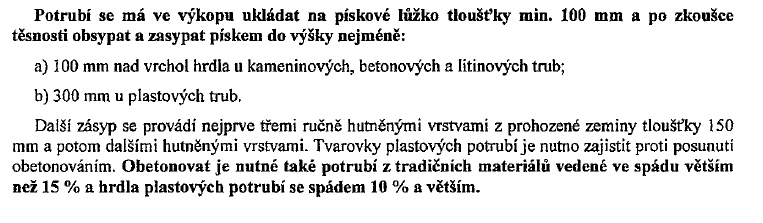 Potrubí se má ve výkopu ukládat na pískové lůžko tloušťky min. 100 mm a po zkoušce
těsnosti obsypat a zasypat pískem do výšky nejméně:
a) 100 mm nad vrchol hrdla u kameninových, betonových a litinových trub;
b) 300 mm u plastových trub.
Další zásyp se provádí nejprve třemi ručně hutněnými vrstvami z prohozené zeminy tloušťky 150
mm a potom dalšími hutněnými vrstvami. Tvarovky plastových potrubí je nutno zajistit proti posunutí
obetonováním. Obetonovat je nutné také potrubí z tradičních materiálů vedené ve spádu větším
než 15 % a hrdla plastových potrubí se spádem 10 % a větším.